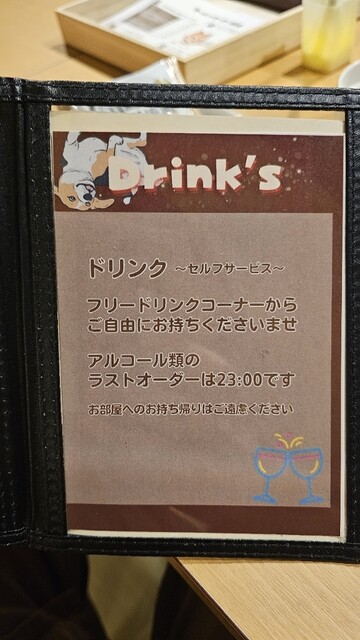 Drink's
ドリンク ～セルフサービス～
フリードリンクコーナーから
ご自由にお持ちくださいませ
アルコール類の
ラストオーダーは23:00です
お部屋へのお持ち帰りはご遠慮ください